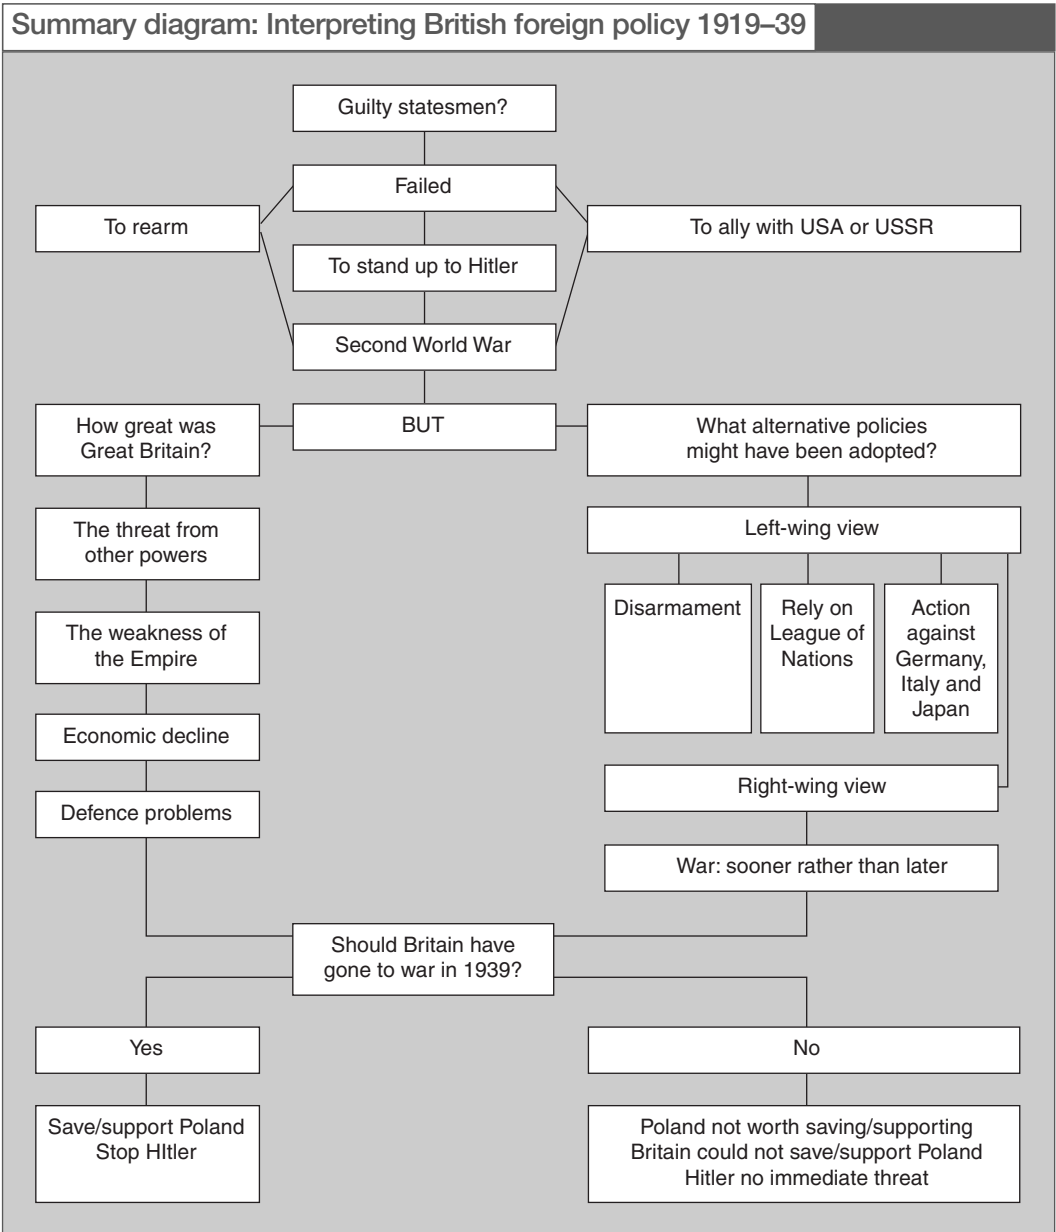 Summary diagram: Interpreting British foreign policy 1919–39
Guilty statesmen?
Failed
To rearm
To ally with USA or USSR
To stand up to Hitler
Second World War
BUT
How great was
Great Britain?
The threat from
other powers
The weakness of
the Empire
Economic decline
Defence problems
What alternative policies
might have been adopted?
Left-wing view
Disarmament
Rely on
League of
Nations
Action
against
Germany,
Italy and
Japan
Right-wing view
War: sooner rather than later
Should Britain have
gone to war in 1939?
Yes
Save/support Poland
Stop HItler
No
Poland not worth saving/supporting
Britain could not save/support Poland
Hitler no immediate threat